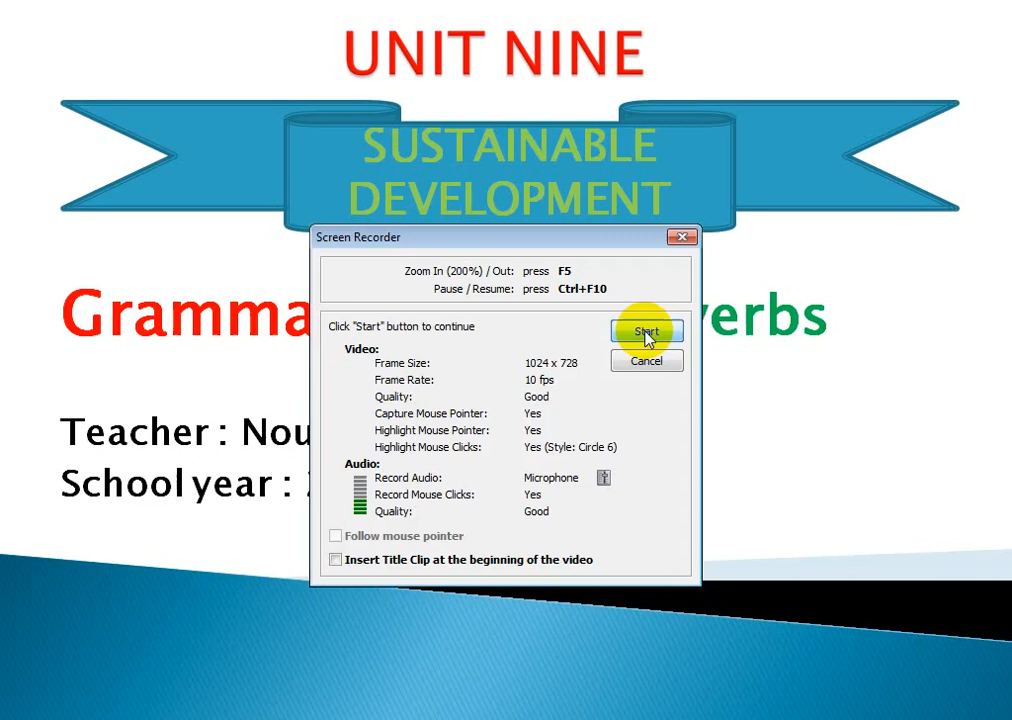 UNIT NINE
SUSTAINABLE
DEVELOPMENT
Screen Recorder
Zoom In (200%) / Out: press F5
Pause / Resume: press Ctrl+F10
Click "Start" button to continue
Start
Cancel
Video:
Frame Size: 1024 x 728
Frame Rate: 10 fps
Quality: Good
Capture Mouse Pointer: Yes
Highlight Mouse Pointer: Yes
Highlight Mouse Clicks: Yes (Style: Circle 6)
Audio:
Record Audio: Microphone
Record Mouse Clicks: Yes
Quality: Good
Follow mouse pointer
Insert Title Clip at the beginning of the video
Teacher :
School year :